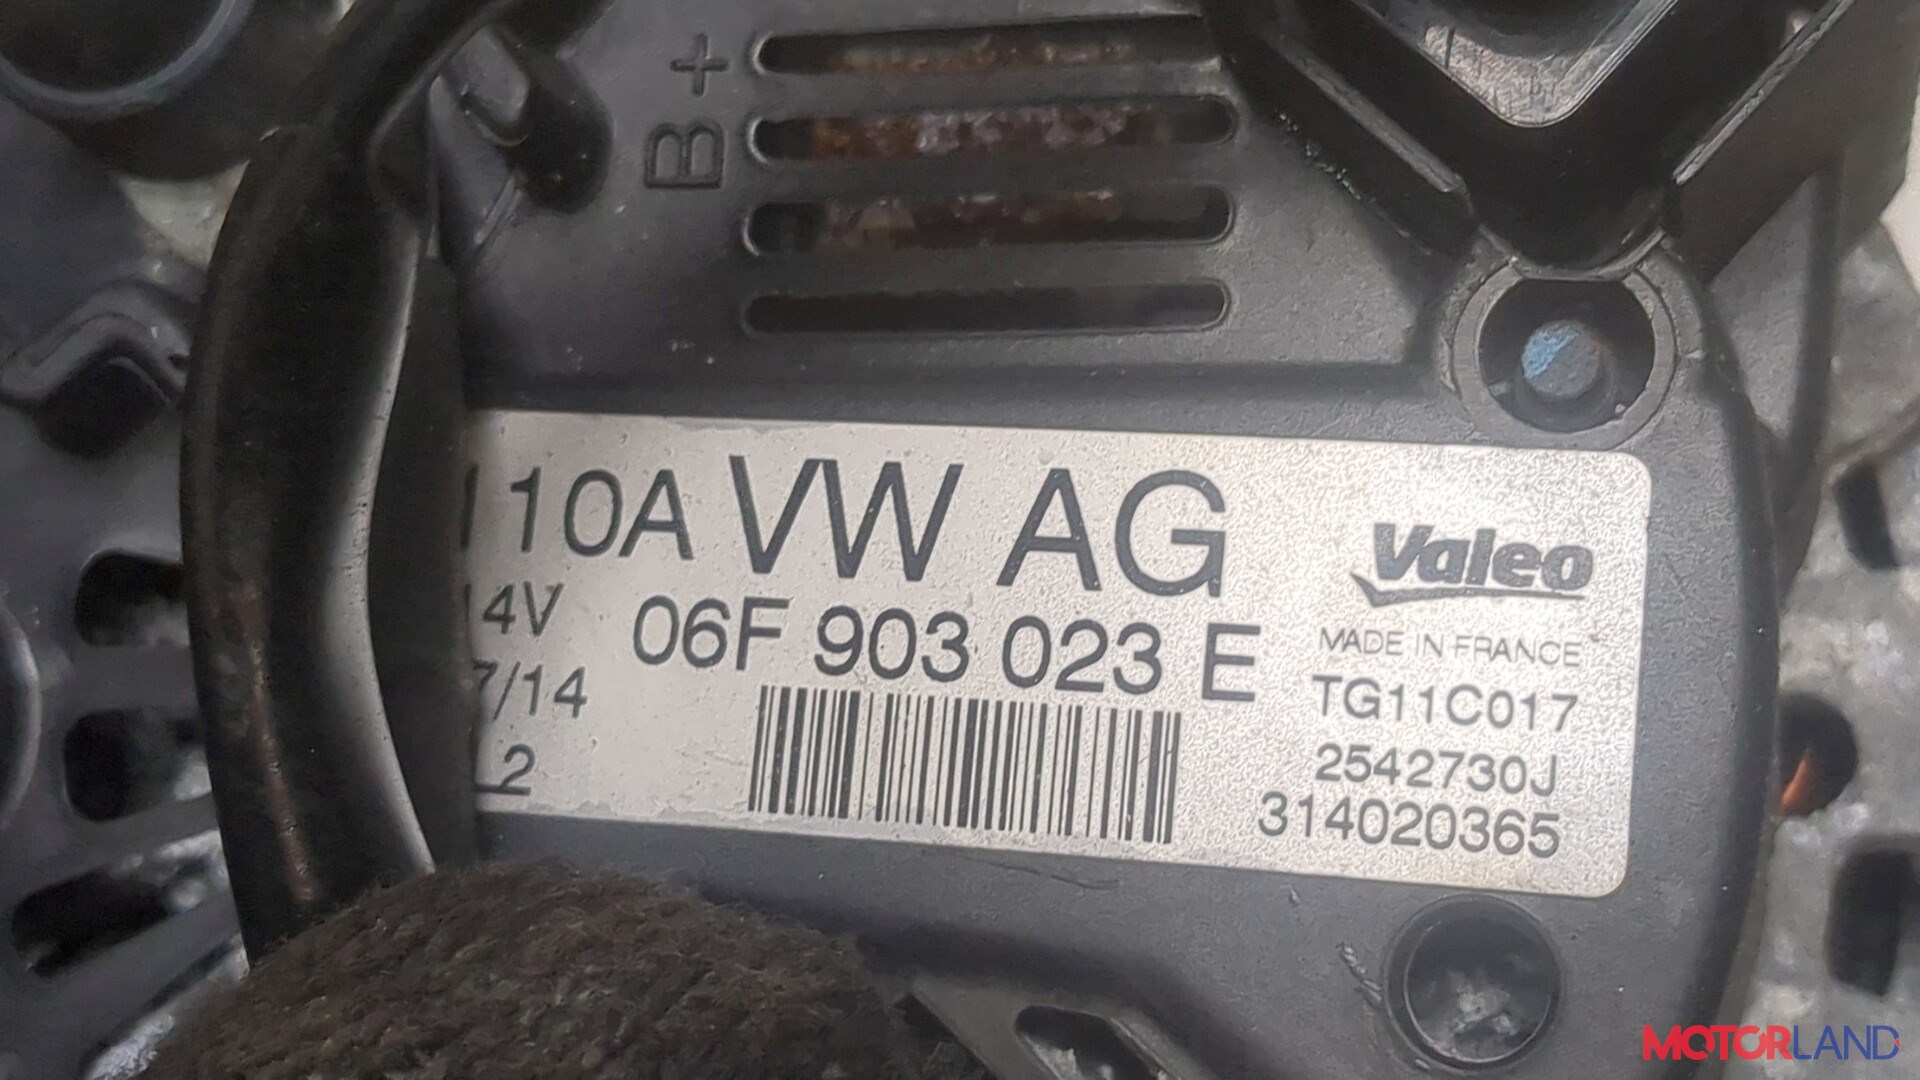 B+
110A VW AG
14V 06F 903 023 E
7/14
L2
Valeo
MADE IN FRANCE
TG11C017
2542730J
314020365
MOTORLAND